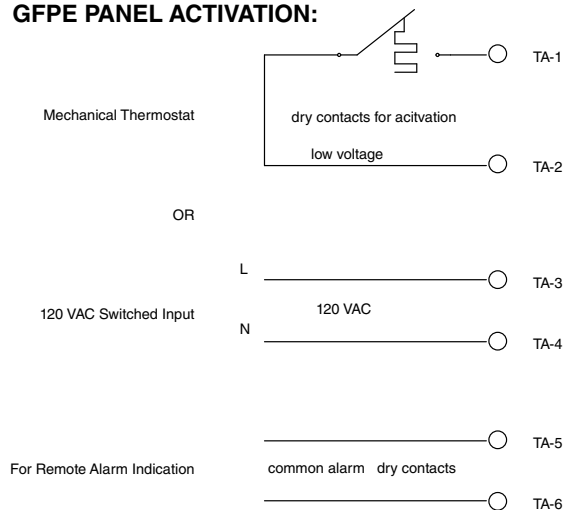 GFPE PANEL ACTIVATION:
TA-1
Mechanical Thermostat
dry contacts for acitvation
low voltage
TA-2
OR
L
TA-3
120 VAC Switched Input
120 VAC
N
TA-4
TA-5
For Remote Alarm Indication
common alarm dry contacts
TA-6